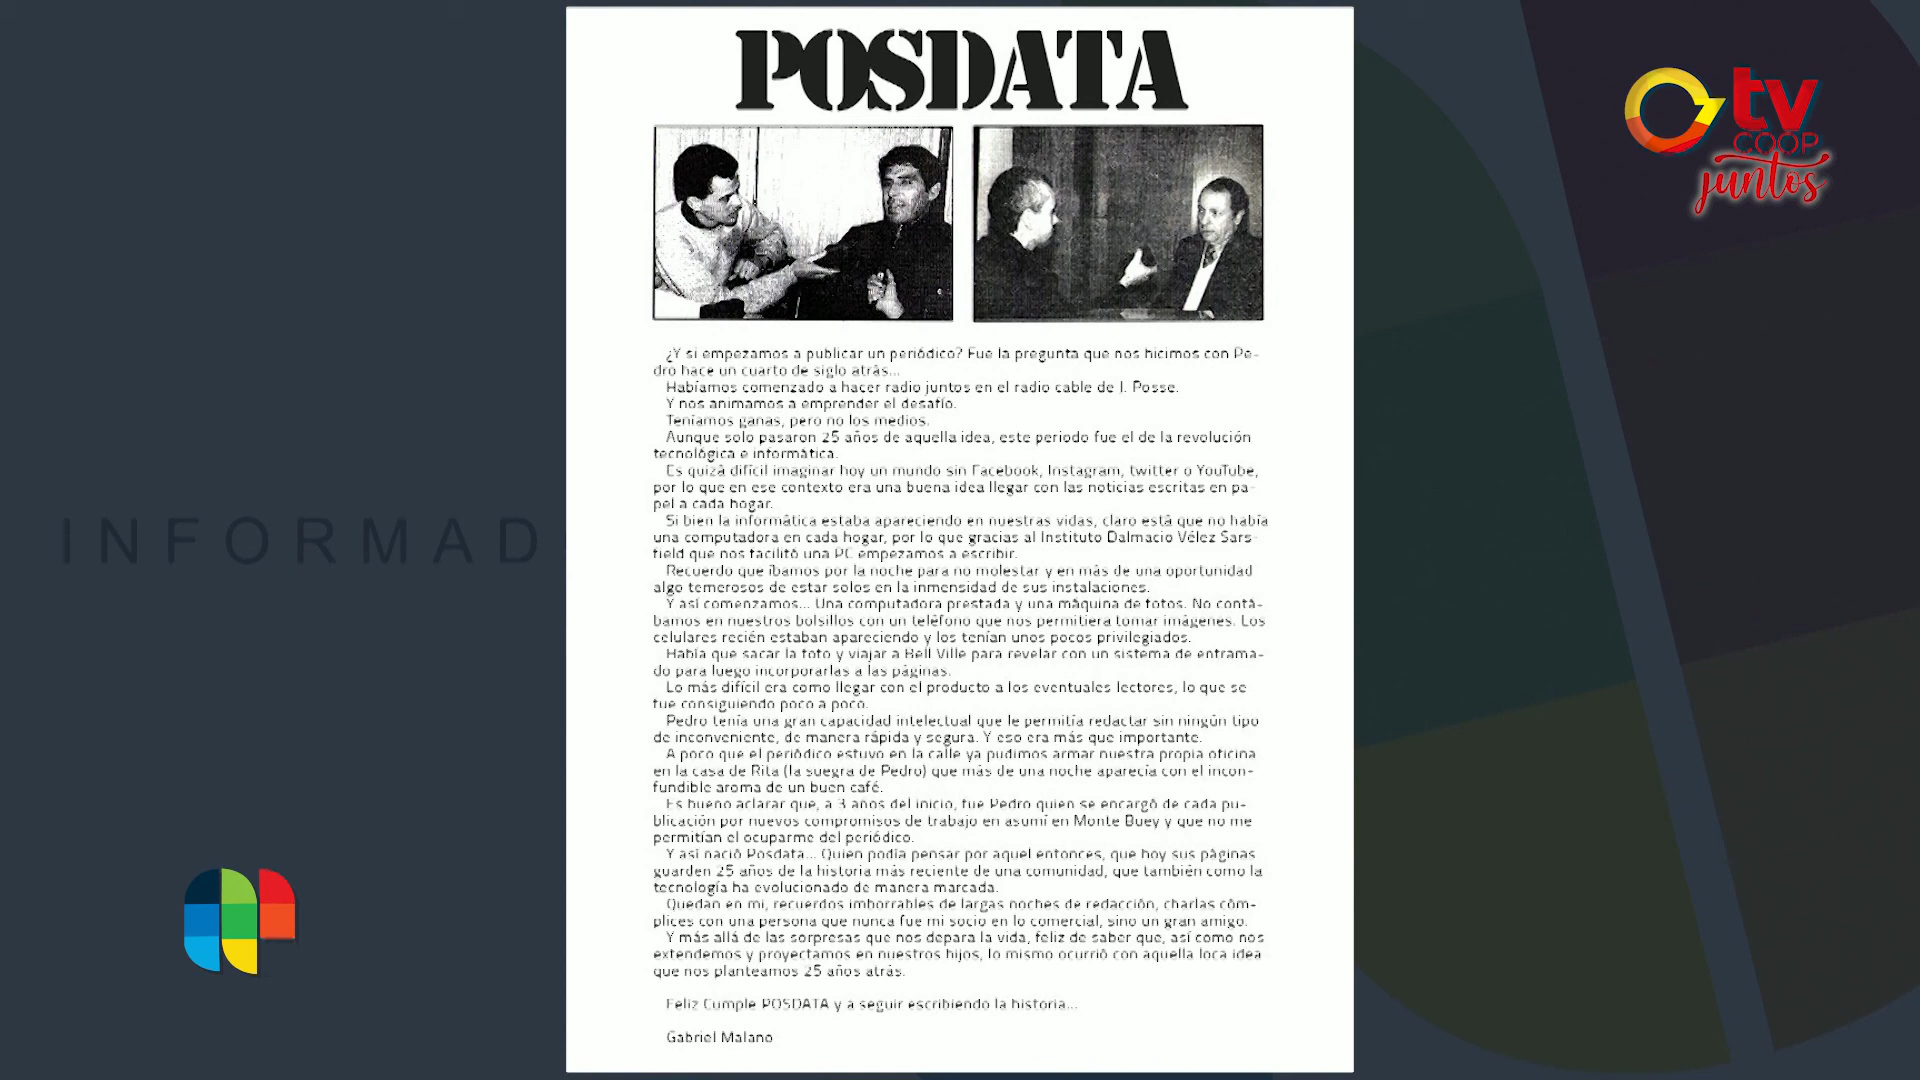 POSDATA
tv
COOP
juntos
¿Y si empezamos a publicar un periódico? Fue la pregunta que nos hicimos con Pe-
dro hace un cuarto de siglo atrás...
Habíamos comenzado a hacer radio juntos en el radio cable de J. Posse.
Y nos animamos a emprender el desafío.
Teníamos ganas, pero no los medios.
Aunque solo pasaron 25 años de aquella idea, este periodo fue el de la revolución
tecnológica e informática.
Es quizá difícil imaginar hoy un mundo sin Facebook, Instagram, twitter o YouTube,
por lo que en ese contexto era una buena idea llegar con las noticias escritas en pa-
pel a cada hogar.
Si bien la informática estaba apareciendo en nuestras vidas, claro está que no había
una computadora en cada hogar, por lo que gracias al Instituto Dalmacio Vélez Sars-
field que nos facilitó una PC empezamos a escribir.
Recuerdo que íbamos por la noche para no molestar y en más de una oportunidad
algo temerosos de estar solos en la inmensidad de sus instalaciones.
Y así comenzamos... Una computadora prestada y una máquina de fotos. No contá-
bamos en nuestros bolsillos con un teléfono que nos permitiera tomar imágenes. Los
celulares recién estaban apareciendo y los tenían unos pocos privilegiados.
Había que sacar la foto y viajar a Bell Ville para revelar con un sistema de entrama-
do para luego incorporarlas a las páginas.
Lo más difícil era como llegar con el producto a los eventuales lectores, lo que se
fue consiguiendo poco a poco.
Pedro tenía una gran capacidad intelectual que le permitía redactar sin ningún tipo
de inconveniente, de manera rápida y segura. Y eso era más que importante.
A poco que el periódico estuvo en la calle ya pudimos armar nuestra propia oficina
en la casa de Rita (la suegra de Pedro) que más de una noche aparecía con el incon-
fundible aroma de un buen café.
Es bueno aclarar que, a 3 años del inicio, fue Pedro quien se encargó de cada pu-
blicación por nuevos compromisos de trabajo en asumí en Monte Buey y que no me
permitían el ocuparme del periódico.
Y así nació Posdata... Quien podía pensar por aquel entonces, que hoy sus páginas
guarden 25 años de la historia más reciente de una comunidad, que también como la
tecnología ha evolucionado de manera marcada.
Quedan en mi, recuerdos imborrables de largas noches de redacción, charlas cóm-
plices con una persona que nunca fue mi socio en lo comercial, sino un gran amigo.
Y más allá de las sorpresas que nos depara la vida, feliz de saber que, así como nos
extendemos y proyectamos en nuestros hijos, lo mismo ocurrió con aquella loca idea
que nos planteamos 25 años atrás.
Feliz Cumple POSDATA y a seguir escribiendo la historia...
Gabriel Malano
INFORMAD